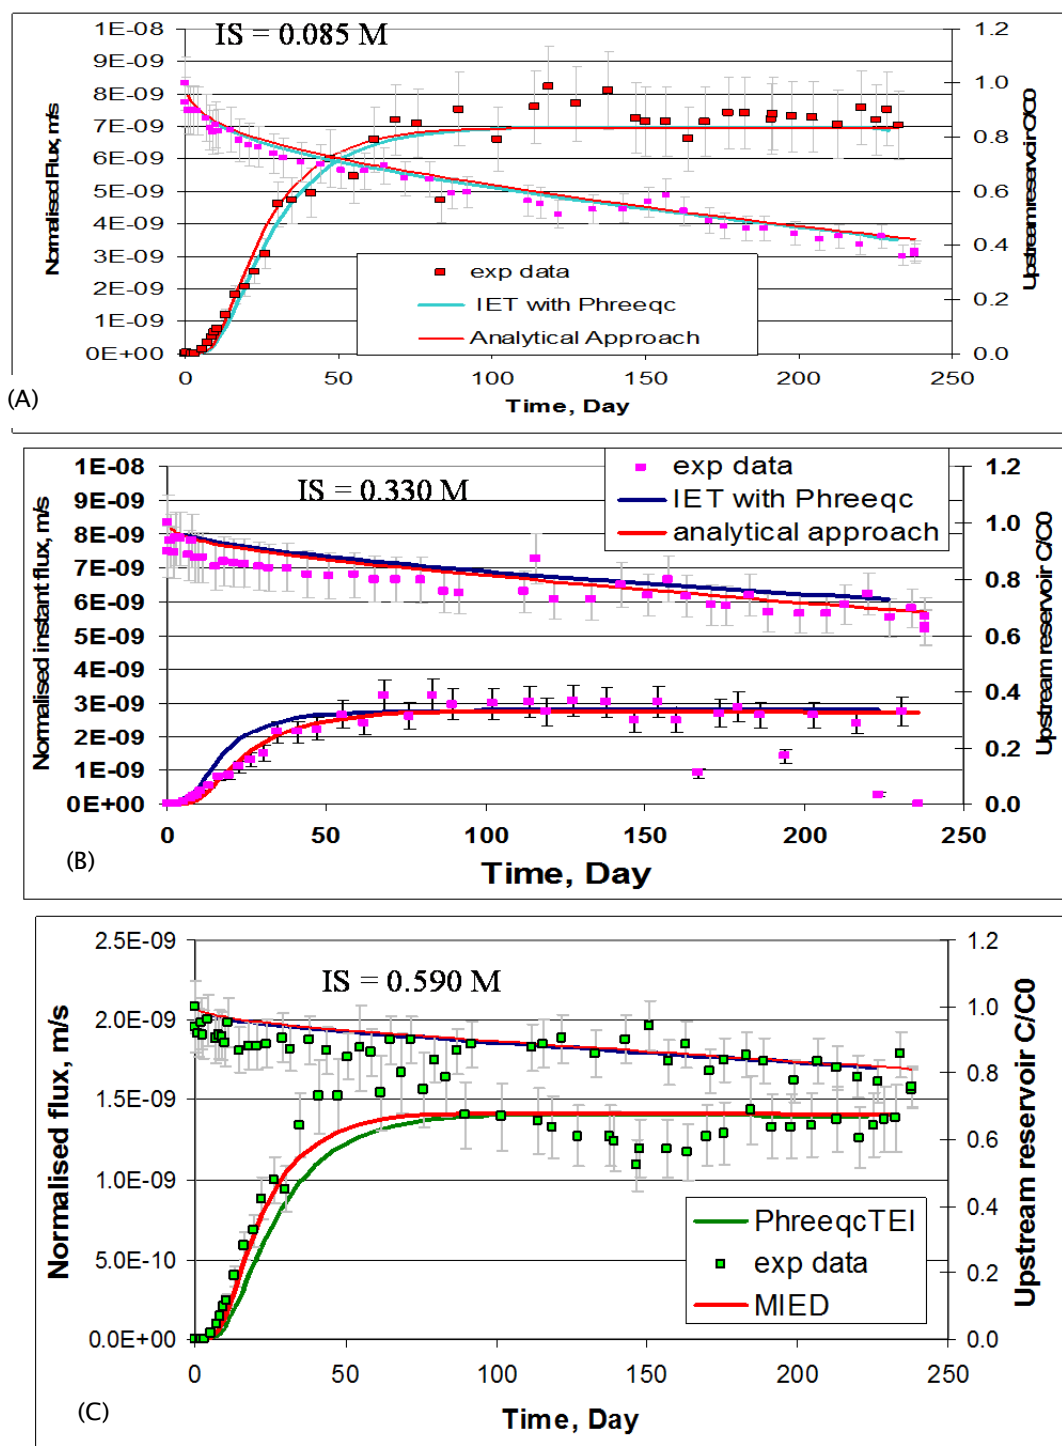 IS = 0.085 M
1E-08
9E-09
8E-09
7E-09
6E-09
5E-09
4E-09
3E-09
2E-09
1E-09
0E+00
Normalised Flux, m/s
1.2
1.0
0.8
0.6
0.4
0.2
0.0
Upstream reservoir C/C0
exp data
IET with Phreeqc
Analytical Approach
0 50 100 150 200 250
Time, Day
(A)
IS = 0.330 M
1E-08
9E-09
8E-09
7E-09
6E-09
5E-09
4E-09
3E-09
2E-09
1E-09
0E+00
Normalised instant flux, m/s
1.2
1.0
0.8
0.6
0.4
0.2
0.0
Upstream reservoir C/C0
exp data
IET with Phreeqc
analytical approach
0 50 100 150 200 250
Time, Day
(B)
IS = 0.590 M
2.5E-09
2.0E-09
1.5E-09
1.0E-09
5.0E-10
0.0E+00
Normalised flux, m/s
1.2
1.0
0.8
0.6
0.4
0.2
0.0
Upstream reservoir C/C0
PhreeqcTEI
exp data
MIED
0 50 100 150 200 250
Time, Day
(C)